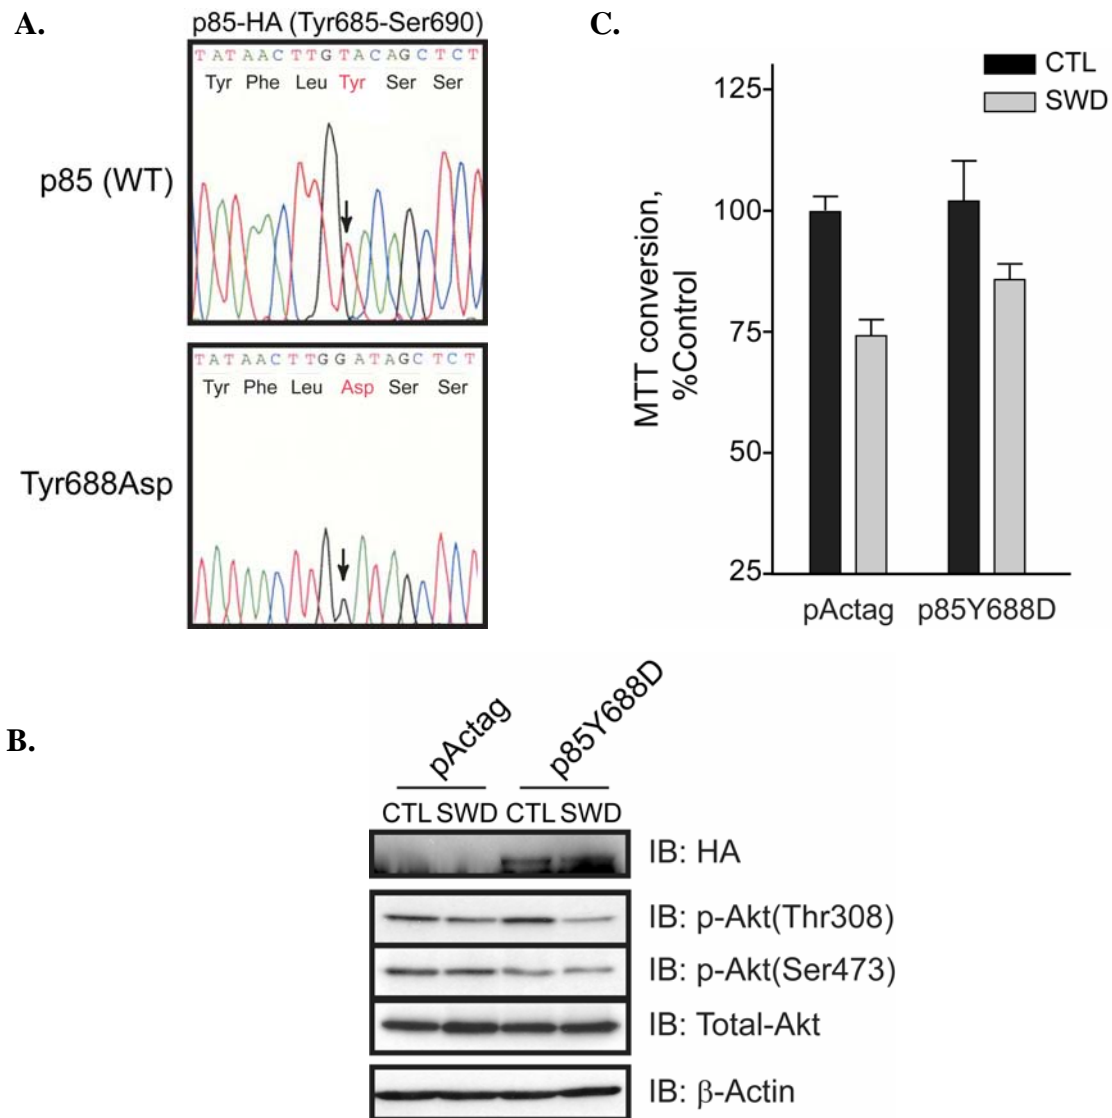 A.
p85-HA (Tyr685-Ser690)
TATAACTTGTACAGCTCT
Tyr Phe Leu Tyr Ser Ser
p85 (WT)
TATAACTTGGATAGCTCT
Tyr Phe Leu Asp Ser Ser
Tyr688Asp
C.
CTL
SWD
MTT conversion,
%Control
125
100
75
50
25
pActag p85Y688D
B.
pActag p85Y688D
CTL SWD CTL SWD
IB: HA
IB: p-Akt(Thr308)
IB: p-Akt(Ser473)
IB: Total-Akt
IB: β-Actin